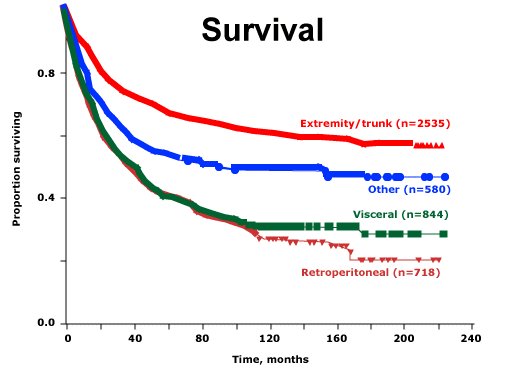 Survival
Proportion surviving
0.8
0.4
0.0
Extremity/trunk (n=2535)
Other (n=580)
Visceral (n=844)
Retroperitoneal (n=718)
0 40 80 120 160 200 240
Time, months